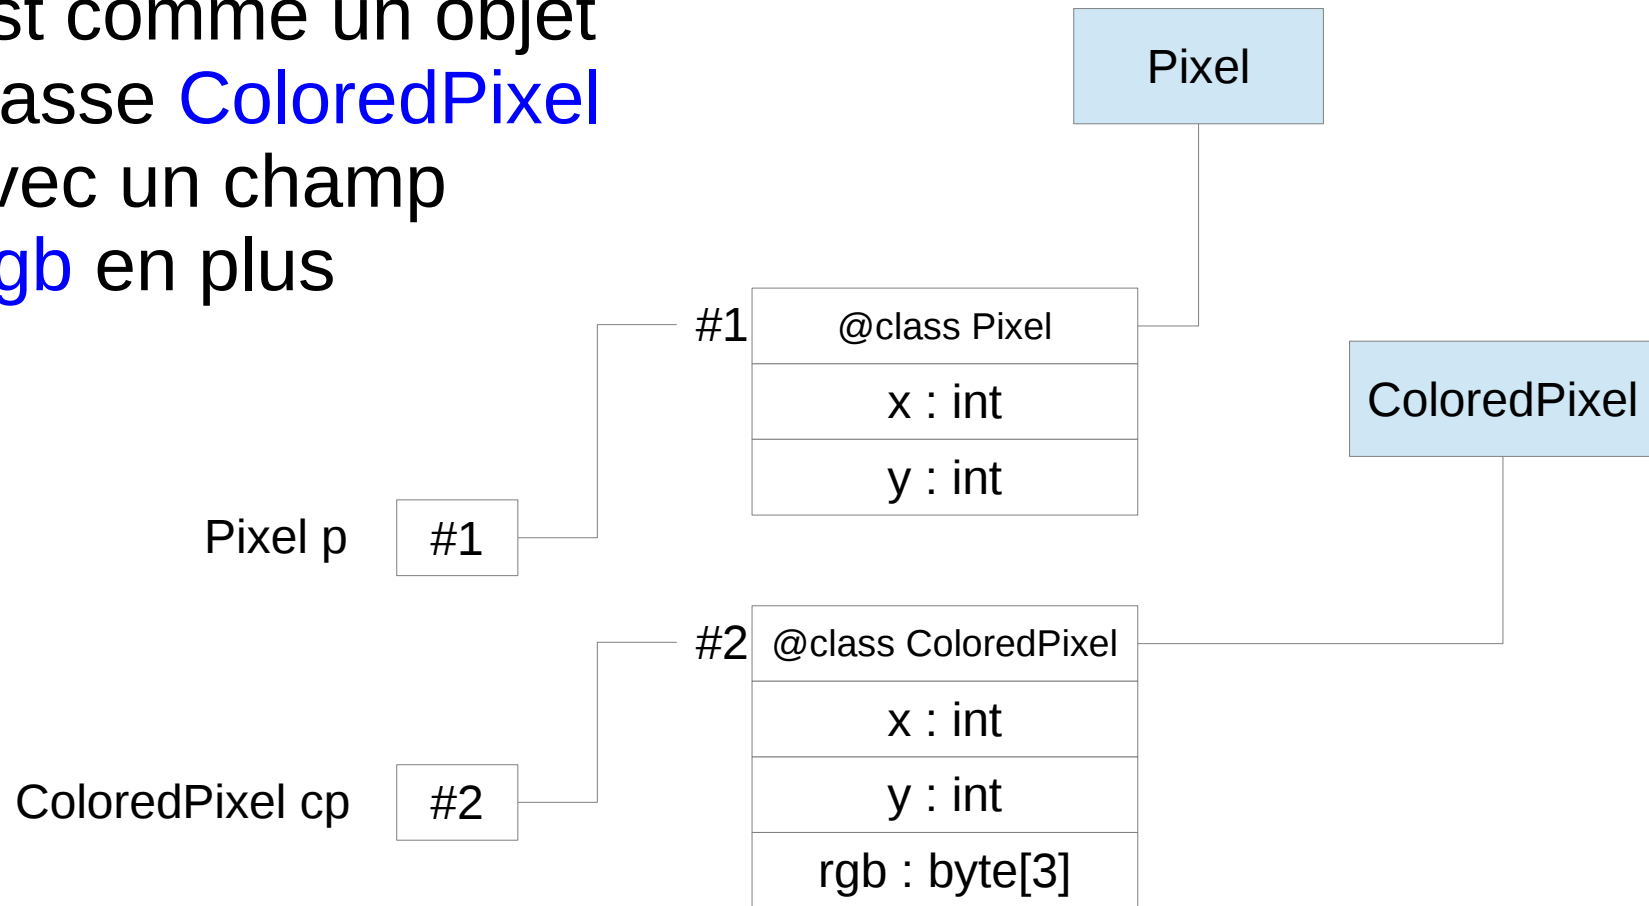 st comme un objet
asse ColoredPixel
vec un champ
gb en plus
Pixel
#1 @class Pixel
x : int
y : int
ColoredPixel
Pixel p #1
#2 @class ColoredPixel
x : int
y : int
rgb : byte[3]
ColoredPixel cp #2